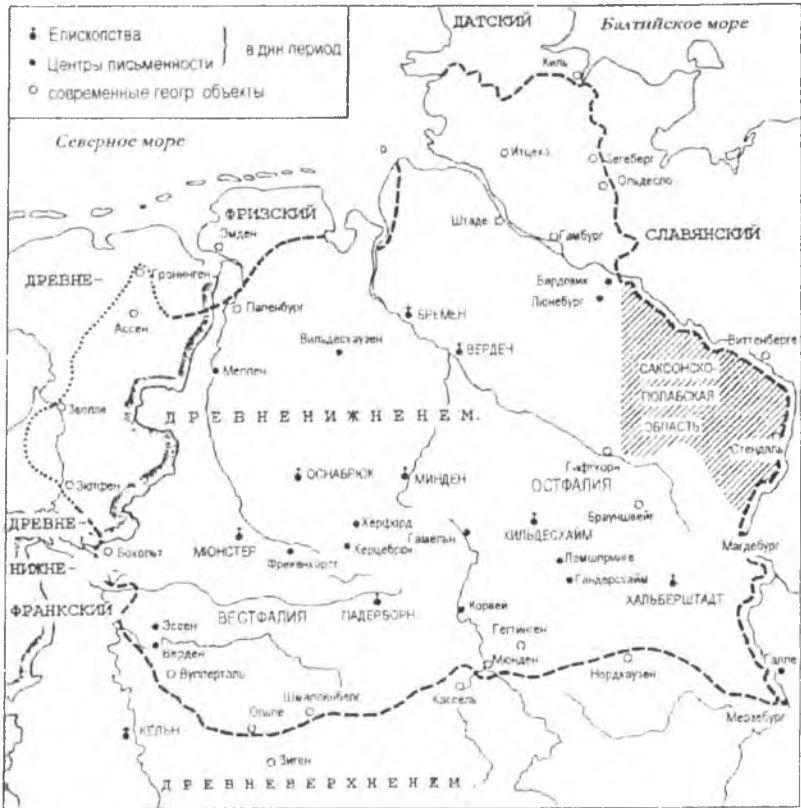 Епископства
Центры письменности
в днн период
современные геогр объекты
ДАТСКИЙ
Балтийское море
Киль
Северное море
Итцехо
Зегеберг
Ольдесло
ФРИЗСКИЙ
Эмден
Штаде
Гамбург
СЛАВЯНСКИЙ
ДРЕВНЕ-
Гронинген
Бардовик
Люнебург
Папенбург
Ассен
БРЕМЕН
Вильдесхаузен
ВЕРДЕН
Виттенберге
Меппен
САКСОНСКО-
ПОЛАБСКАЯ
ОБЛАСТЬ
Зволле
ДРЕВНЕНИЖНЕНЕМ.
Стендаль
Гифтхорн
ОСНАБРЮК
МИНДЕН
ОСТФАЛИЯ
Зютфен
Брауншвейг
ДРЕВНЕ-
Херфорд
Гамельн
ХИЛЬДЕСХАЙМ
Магдебург
Бохольт
МЮНСТЕР
Херцеброк
Фрекенхорст
Ламшпринге
НИЖНЕ-
Гандерсхайм
ХАЛЬБЕРШТАДТ
ФРАНКСКИЙ
ВЕСТФАЛИЯ
ПАДЕРБОРН
Корвей
Эссен
Верден
Геттинген
Мюнден
Вупперталь
Нордхаузен
Галле
Шмалленберг
Кассель
Ольпе
Мерзебург
КЕЛЬН
Зиген
ДРЕВНЕВЕРХНЕНЕМ